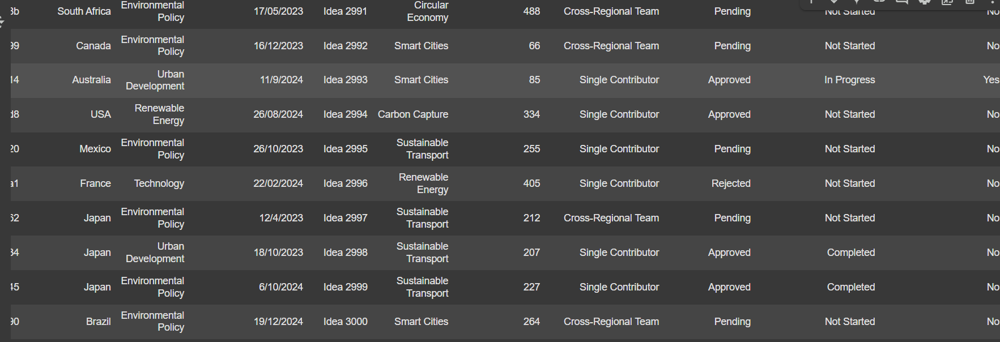 3b South Africa Environmental Policy 17/05/2023 Idea 2991 Circular Economy 488 Cross-Regional Team Pending Not Started No
99 Canada Environmental Policy 16/12/2023 Idea 2992 Smart Cities 66 Cross-Regional Team Pending Not Started No
14 Australia Urban Development 11/9/2024 Idea 2993 Smart Cities 85 Single Contributor Approved In Progress Yes
d8 USA Renewable Energy 26/08/2024 Idea 2994 Carbon Capture 334 Single Contributor Approved Not Started No
20 Mexico Environmental Policy 26/10/2023 Idea 2995 Sustainable Transport 255 Single Contributor Pending Not Started No
a1 France Technology 22/02/2024 Idea 2996 Renewable Energy 405 Single Contributor Rejected Not Started No
62 Japan Environmental Policy 12/4/2023 Idea 2997 Sustainable Transport 212 Cross-Regional Team Pending Not Started No
34 Japan Urban Development 18/10/2023 Idea 2998 Sustainable Transport 207 Single Contributor Approved Completed No
45 Japan Environmental Policy 6/10/2024 Idea 2999 Sustainable Transport 227 Single Contributor Approved Completed No
90 Brazil Environmental Policy 19/12/2024 Idea 3000 Smart Cities 264 Cross-Regional Team Pending Not Started No